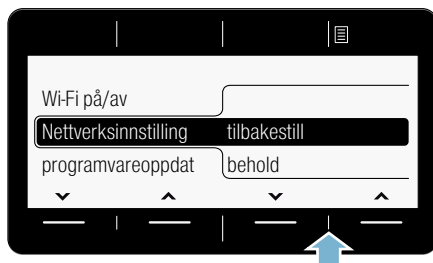 Wi-Fi på/av
Nettverksinnstilling tilbakestill
programvareoppdat behold